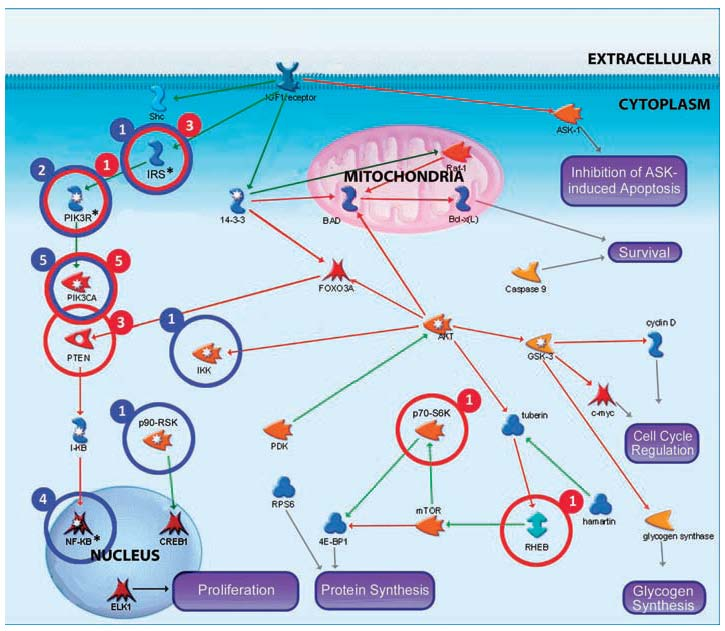 EXTRACELLULAR
CYTOPLASM
IGF1receptor
Shc
ASK-1
1
3
IRS*
Inhibition of ASK-
induced Apoptosis
2
1
PIK3R*
MITOCHONDRIA
Raf-1
14-3-3
BAD
Bcl-x(L)
Survival
5
5
PIK3CA
FOXO3A
Caspase 9
3
PTEN
1
IKK
AKT
GSK-3
cyclin D
c-myc
Cell Cycle
Regulation
1
p90-RSK
I-KB
PDK
p70-S6K
1
tuberin
RPS6
4E-BP1
mTOR
1
RHEB
hamartin
glycogen synthase
4
NF-KB*
CREB1
NUCLEUS
ELK1
Proliferation
Protein Synthesis
Glycogen
Synthesis